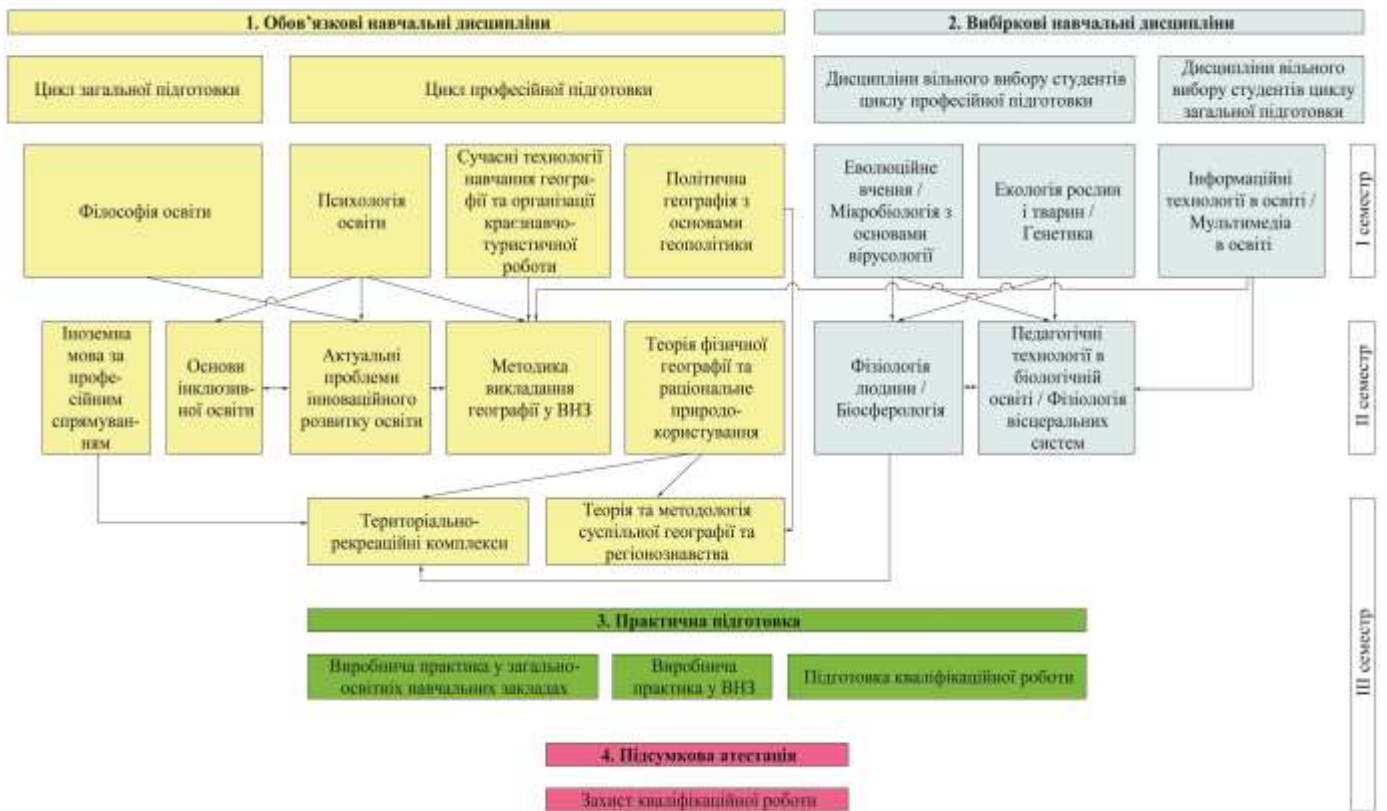 1. Обов’язкові навчальні дисципліни
2. Вибіркові навчальні дисципліни
Цикл загальної підготовки
Цикл професійної підготовки
Дисципліни вільного вибору студентів
циклу професійної підготовки
Дисципліни вільного
вибору студентів циклу
загальної підготовки
Філософія освіти
Психологія
освіти
Сучасні технології
навчання геогра-
фії та організації
краєзнавчо-
туристичної
роботи
Політична
географія з
основами
геополітики
Еволюційне
вчення /
Мікробіологія з
основами
вірусології
Екологія рослин
і тварин /
Генетика
Інформаційні
технології в освіті /
Мультимедіа
в освіті
I семестр
Іноземна
мова за
профе-
сійним
спрямуван-
ням
Основи
інклюзив-
ної освіти
Актуальні
проблеми
інноваційного
розвитку освіти
Методика
викладання
географії у ВНЗ
Теорія фізичної
географії та
раціональне
природо-
користування
Фізіологія
людини /
Біосферологія
Педагогічні
технології в
біологічній
освіті / Фізіологія
вісцеральних
систем
II семестр
Територіально-
рекреаційні комплекси
Теорія та методологія
суспільної географії та
регіонознавства
3. Практична підготовка
Виробнича практика у загально-
освітніх навчальних закладах
Виробнича
практика у ВНЗ
Підготовка кваліфікаційної роботи
III семестр
4. Підсумкова атестація
Захист кваліфікаційної роботи